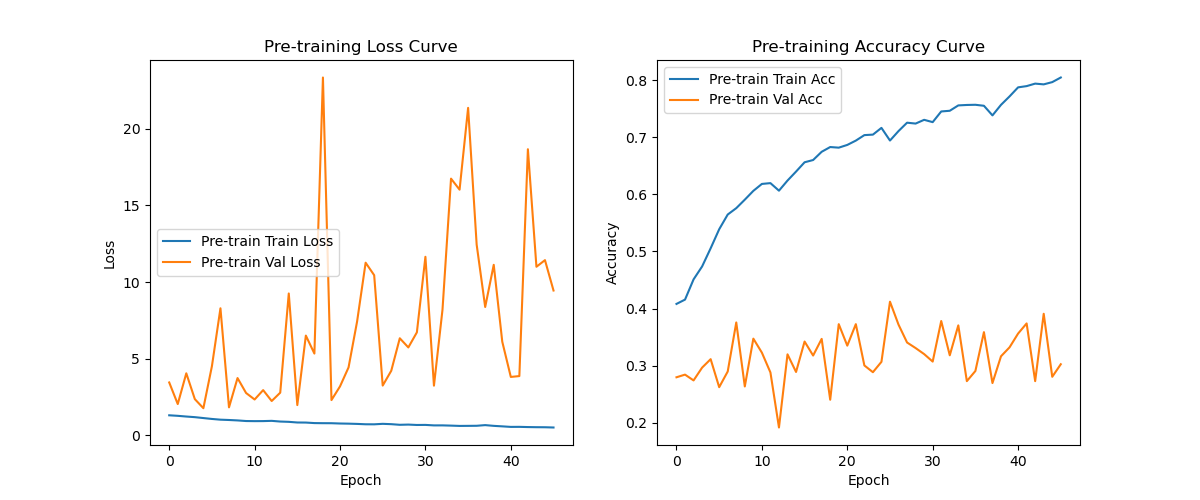 Pre-training Loss Curve
Loss
20
15
10
5
0
Pre-train Train Loss
Pre-train Val Loss
0 10 20 30 40
Epoch
Pre-training Accuracy Curve
Accuracy
0.8
0.7
0.6
0.5
0.4
0.3
0.2
Pre-train Train Acc
Pre-train Val Acc
0 10 20 30 40
Epoch